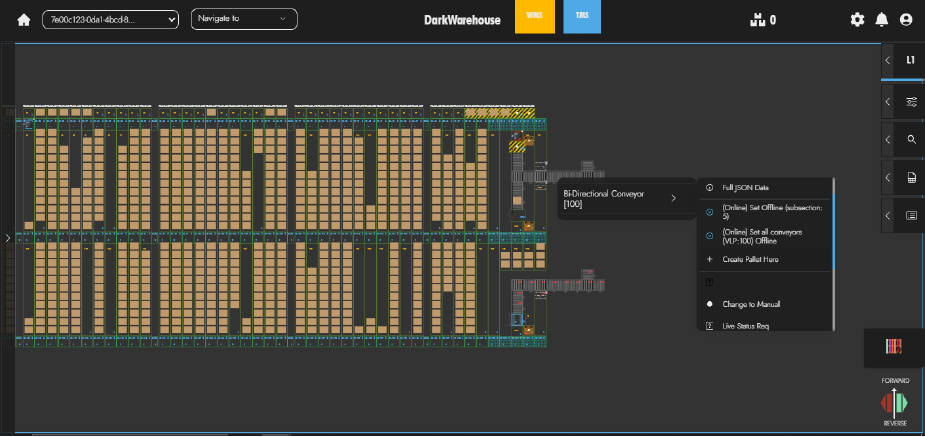 7e00c123-0da1-4bcd-8...
Navigate to
DarkWarehouse
WMS
TMS
0
L1
Bi-Directional Conveyor
[100]
Full JSON Data
(Online) Set Offline (subsection:
5)
(Online) Set all conveyors
(VLP:100) Offline
Create Pallet Here
Change to Manual
Live Status Req
FORWARD
REVERSE